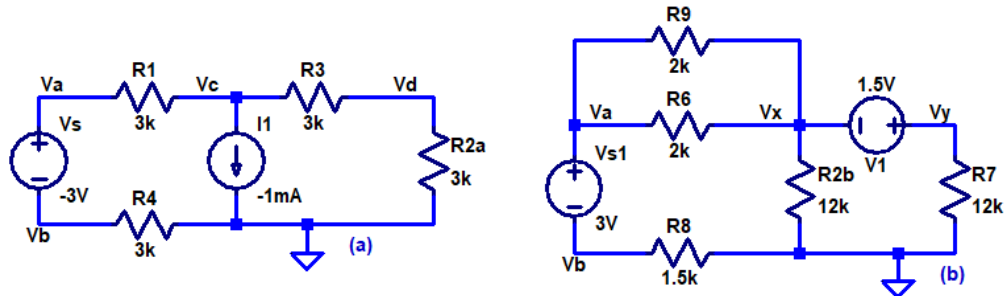 R1
3k
R3
3k
Va
Vc
Vd
Vs
-3V
I1
-1mA
R2a
3k
R4
3k
Vb
(a)
R9
2k
R6
2k
Va
Vx
1.5V
V1
Vy
Vs1
3V
R2b
12k
R7
12k
R8
1.5k
Vb
(b)